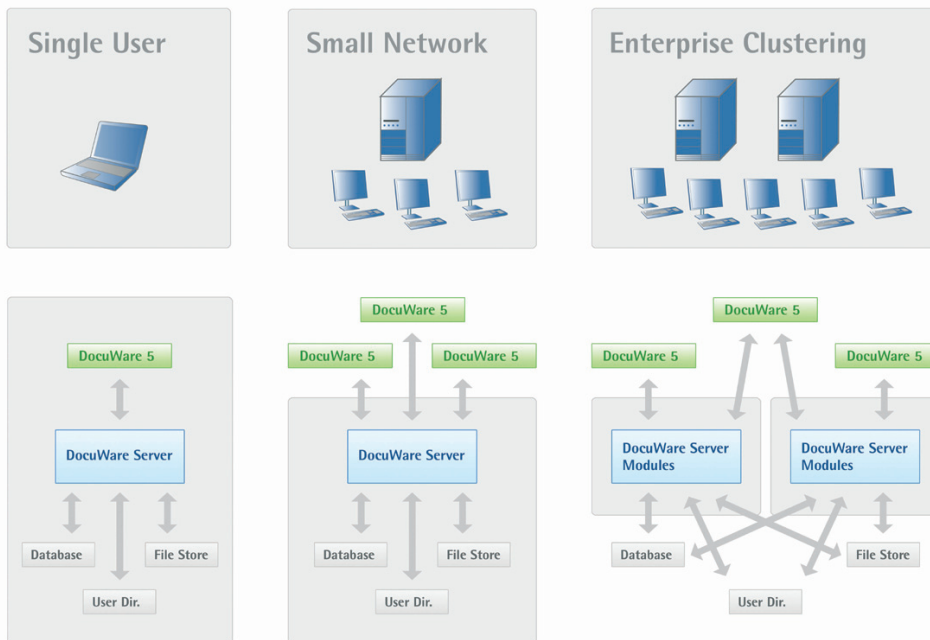 Single User
Small Network
Enterprise Clustering
DocuWare 5
DocuWare Server
Database
File Store
User Dir.
DocuWare 5
DocuWare 5
DocuWare 5
DocuWare Server
Database
File Store
User Dir.
DocuWare 5
DocuWare 5
DocuWare 5
DocuWare Server
Modules
DocuWare Server
Modules
Database
File Store
User Dir.